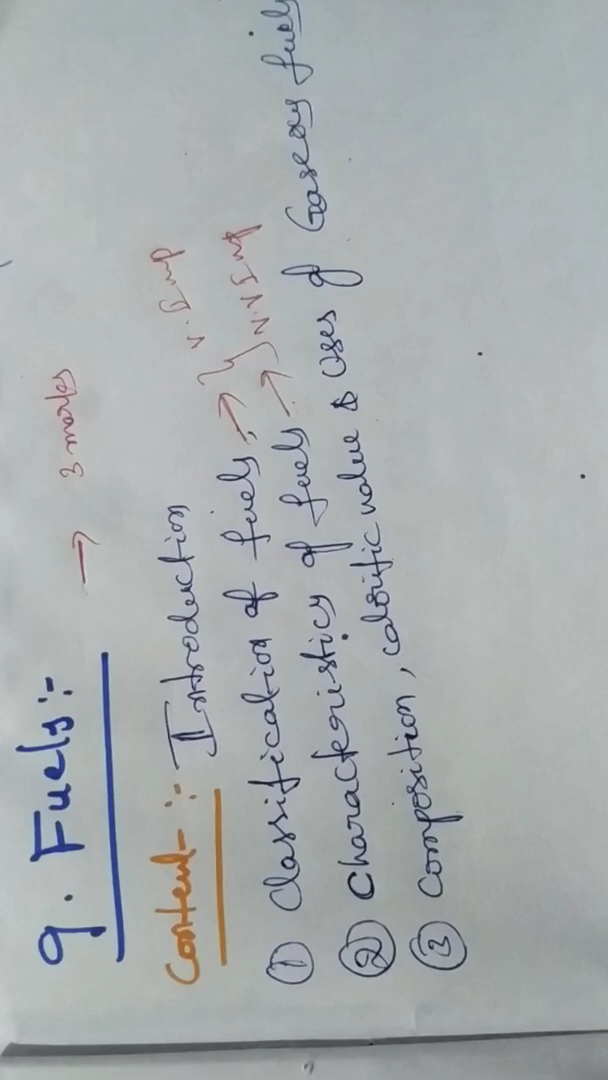 9. Fuels:- → 3 marks
Content:- Introduction
① Classification of fuels, → } V.Imp
② Characteristics of fuels → } V.V Imp
③ Composition, calorific value & uses of Gaseous fuels